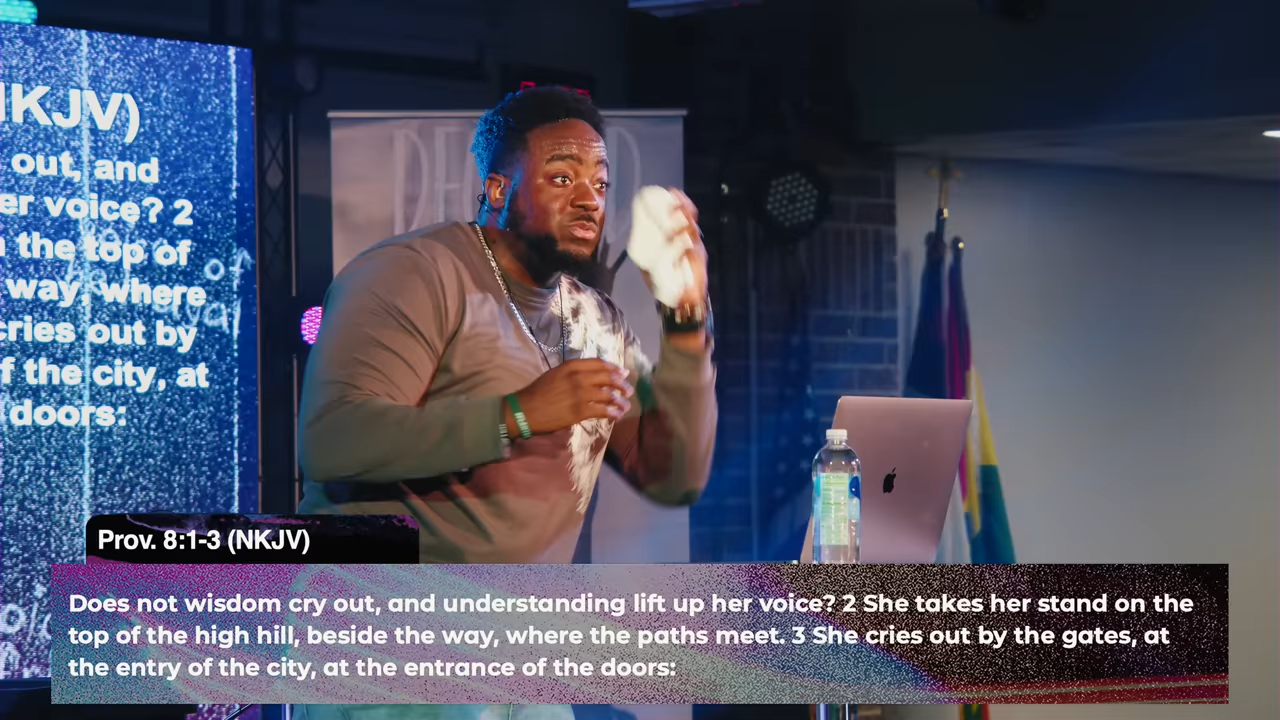 NKJV)
out, and
er voice? 2
the top of
way, where
cries out by
f the city, at
doors:
Prov. 8:1-3 (NKJV)
Does not wisdom cry out, and understanding lift up her voice? 2 She takes her stand on the
top of the high hill, beside the way, where the paths meet. 3 She cries out by the gates, at
the entry of the city, at the entrance of the doors: